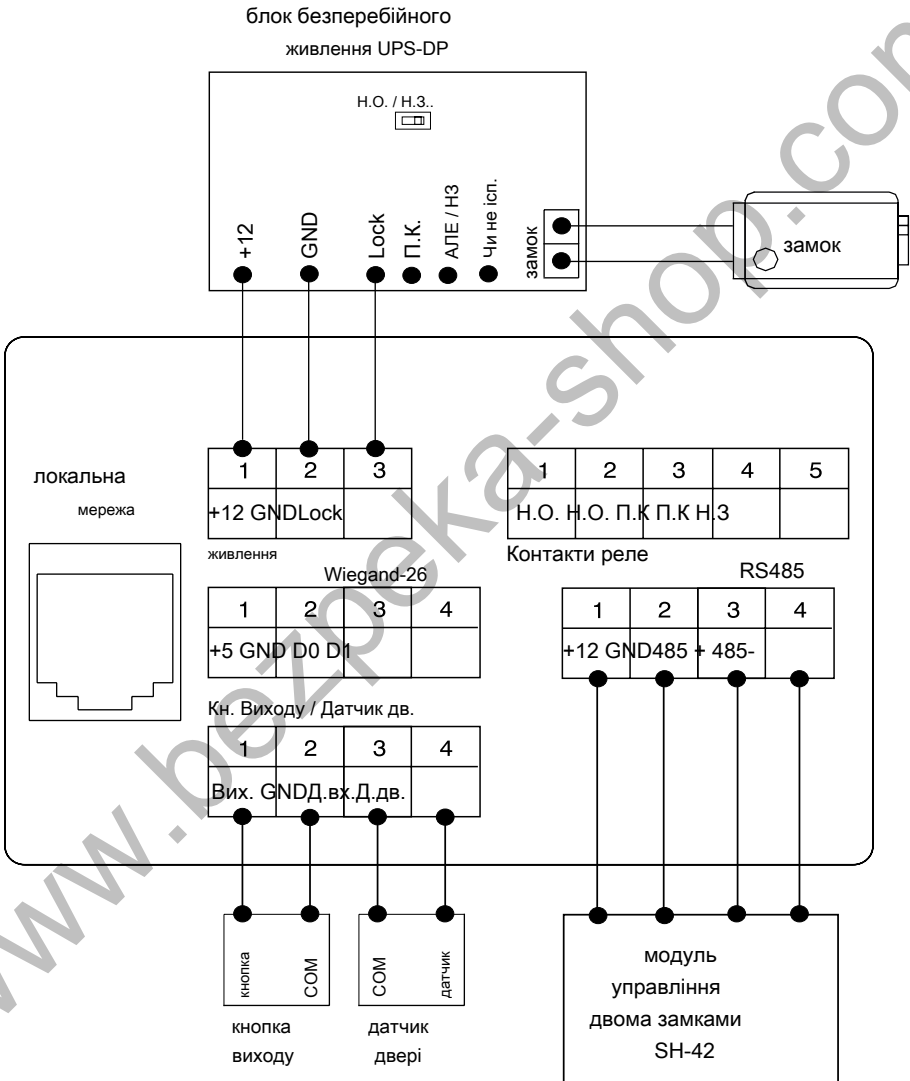 блок безперебійного
живлення UPS-DP
Н.О. / Н.З..
+12
GND
Lock
П.К.
АЛЕ / НЗ
Чи не ісп.
замок
замок
локальна
мережа
1 2 3
+12 GNDLock
живлення
1 2 3 4 5
Н.О. Н.О. П.К П.К Н.З
Контакти реле
Wiegand-26
1 2 3 4
+5 GND D0 D1
RS485
1 2 3 4
+12 GND485 + 485-
Кн. Виходу / Датчик дв.
1 2 3 4
Вих. GNDД.вх.Д.дв.
кнопка
COM
COM
датчик
кнопка
виходу
датчик
двері
модуль
управління
двома замками
SH-42
www.bezpeka-shop.com